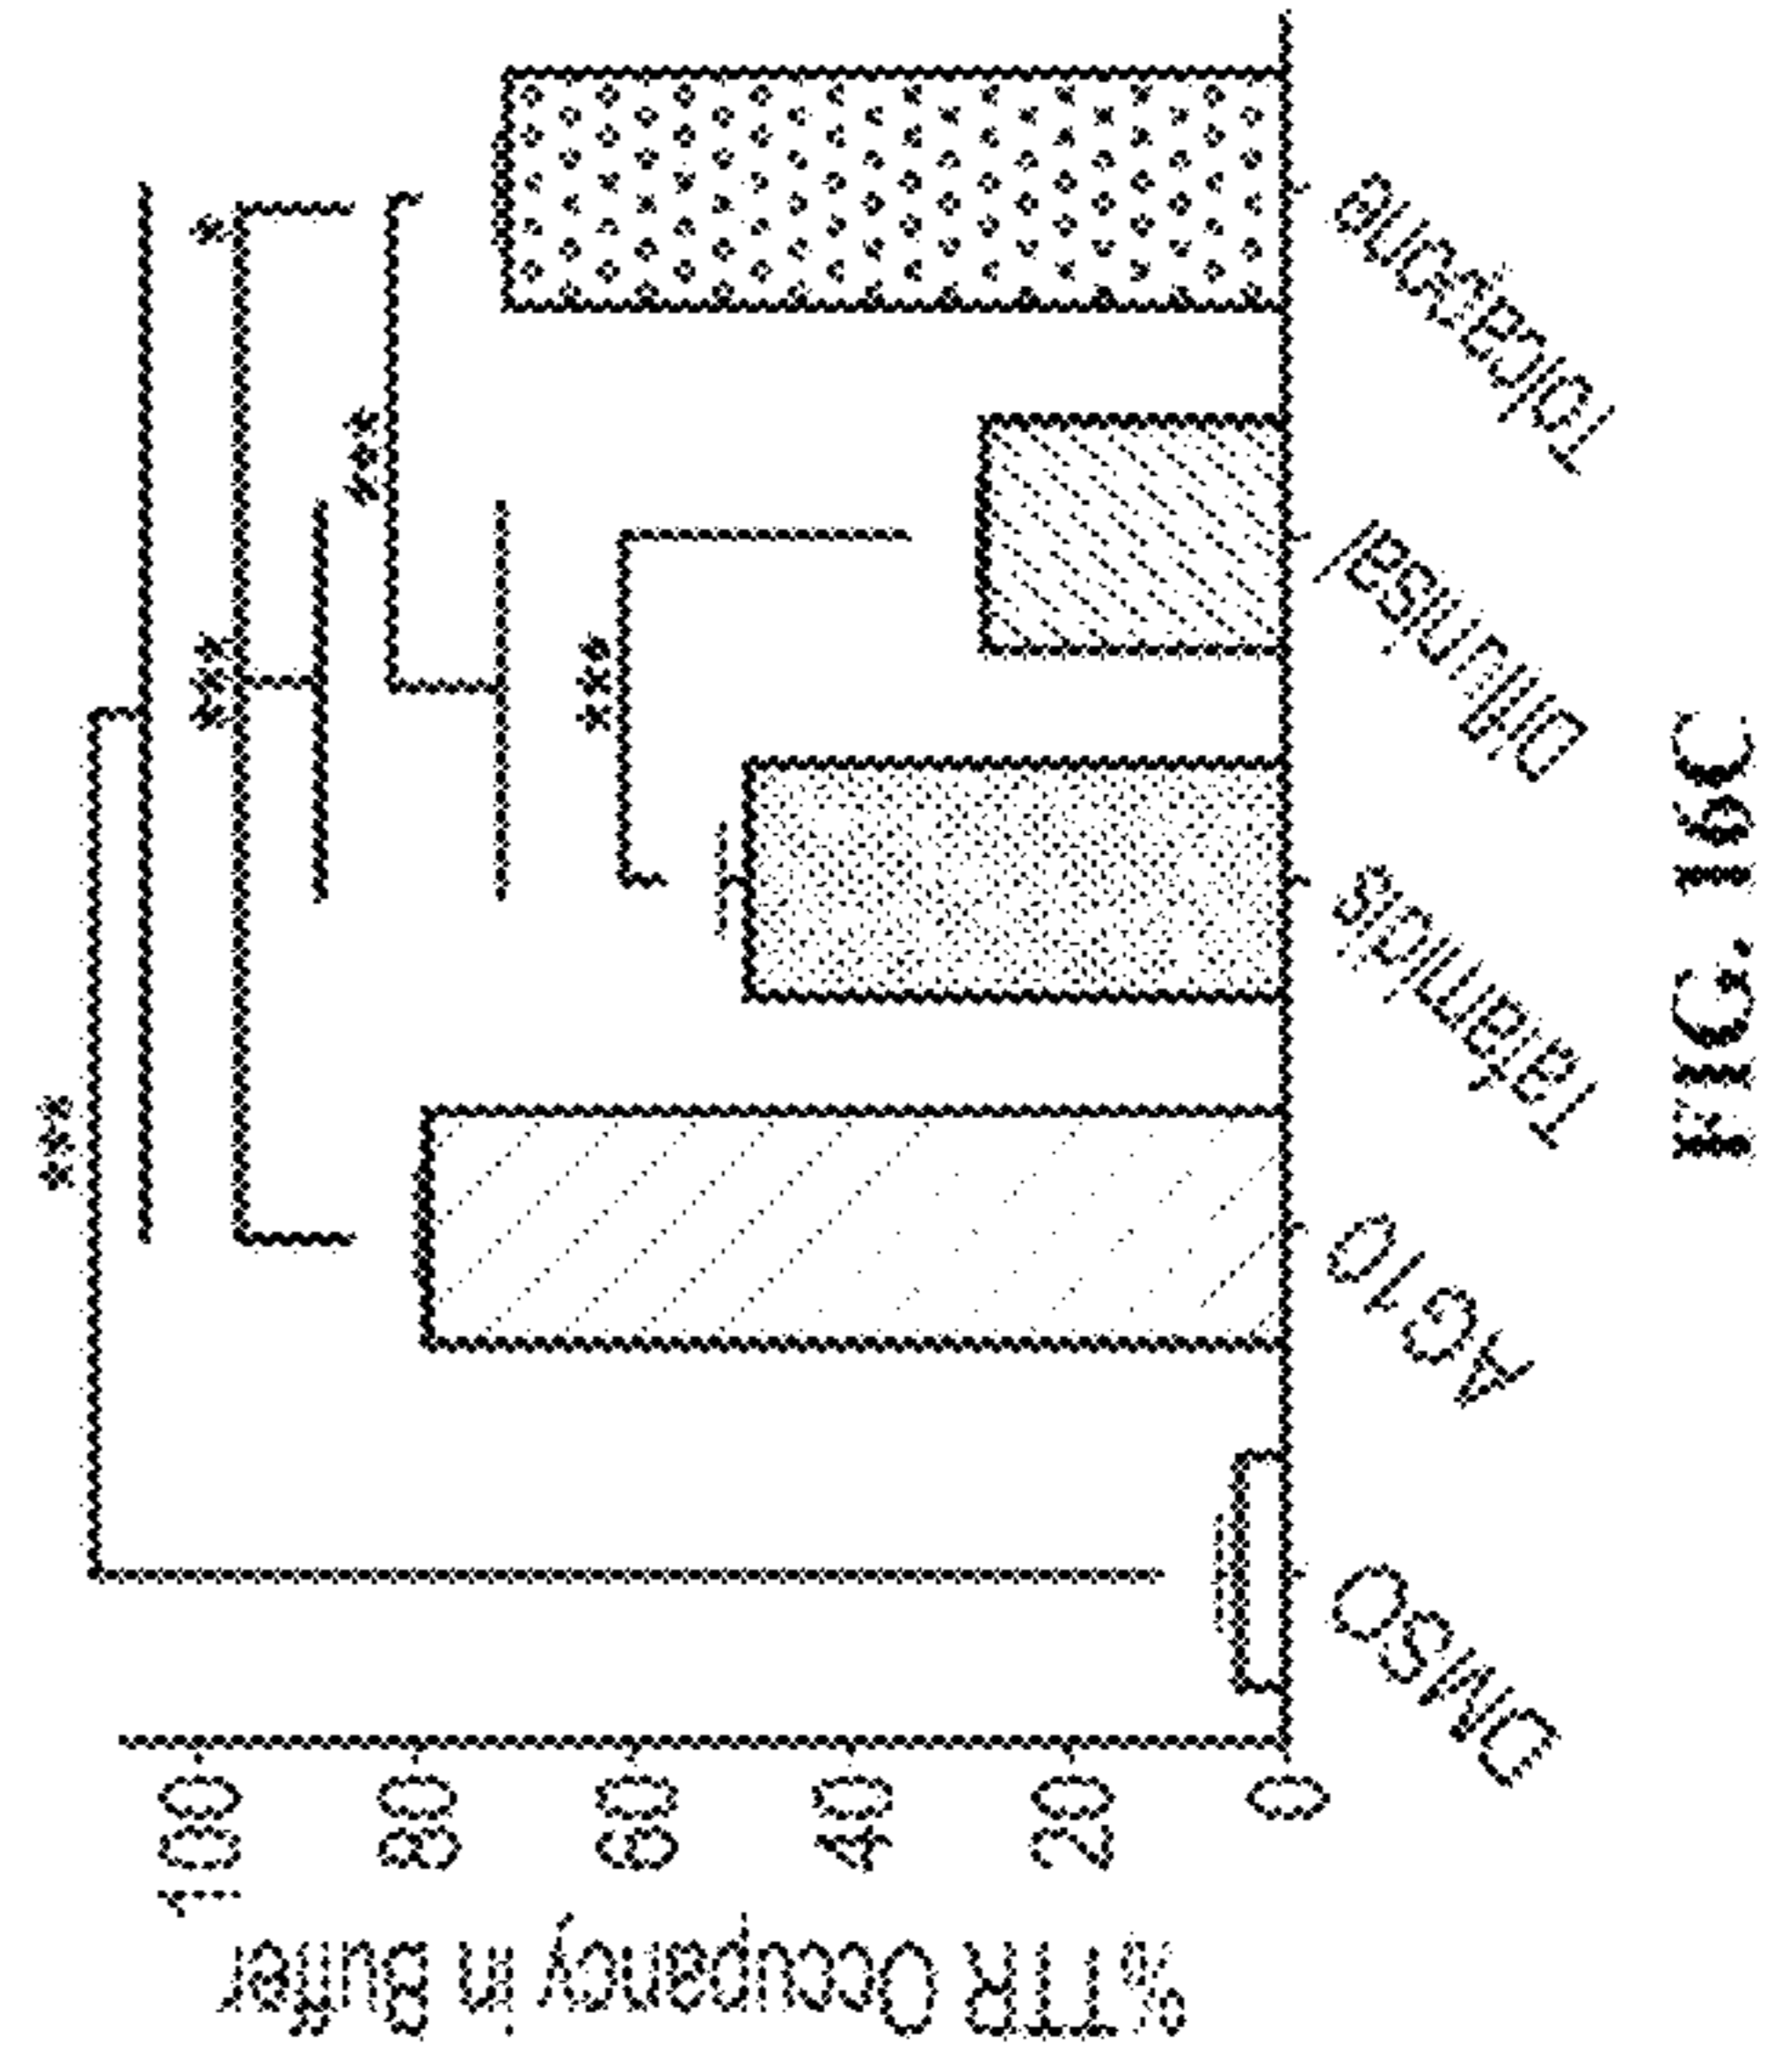 % TTR Occupancy in Buffer
100
80
60
40
20
0
***
***
*
***
***
DMSO
AG10
Tafamidis
Diflunisal
Tolcapone
FIG. 16C